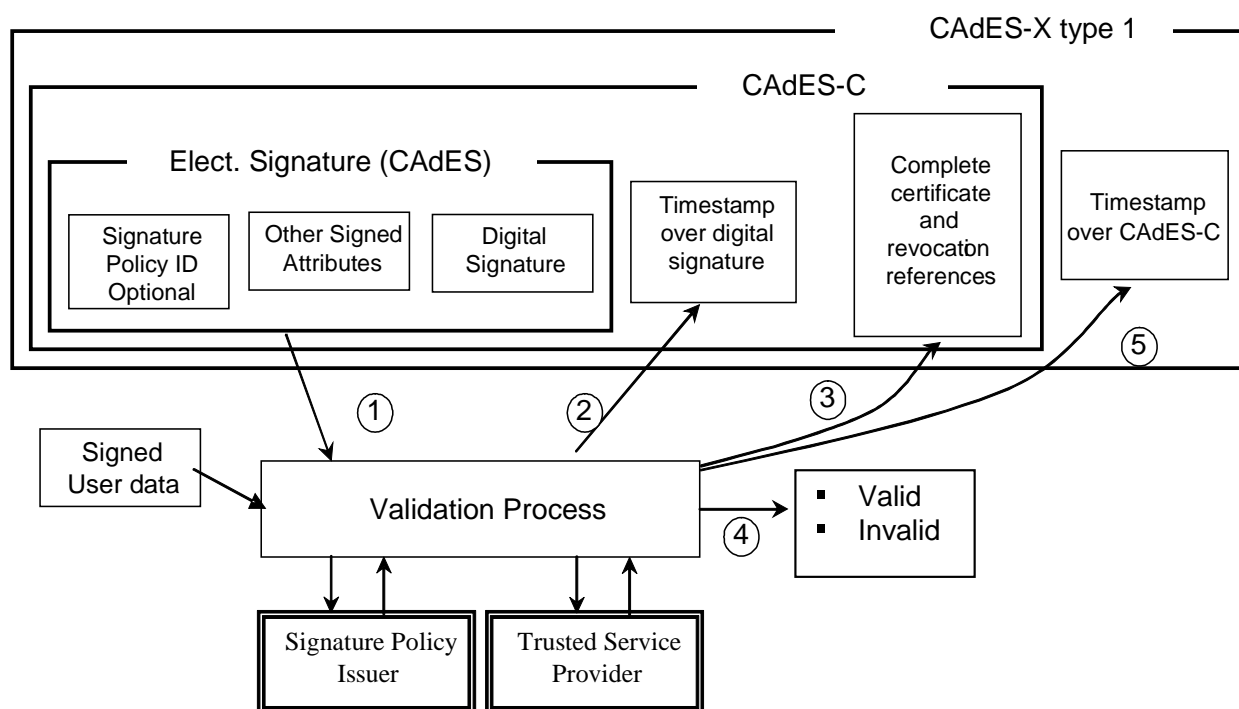 CAdES-X type 1
CAdES-C
Elect. Signature (CAdES)
Signature
Policy ID
Optional
Other Signed
Attributes
Digital
Signature
Timestamp
over digital
signature
Complete
certificate
and
revocation
references
Timestamp
over CAdES-C
1
2
3
5
Signed
User data
Validation Process
4
▪ Valid
▪ Invalid
Signature Policy
Issuer
Trusted Service
Provider